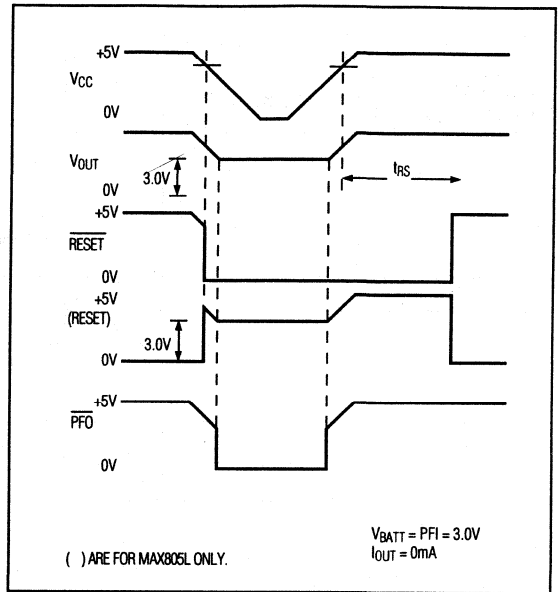 +5V
VCC
0V
VOUT
3.0V
0V
tRS
+5V
RESET
0V
+5V
(RESET)
3.0V
0V
+5V
PFO
0V
VBATT = PFI = 3.0V
IOUT = 0mA
( ) ARE FOR MAX805L ONLY.